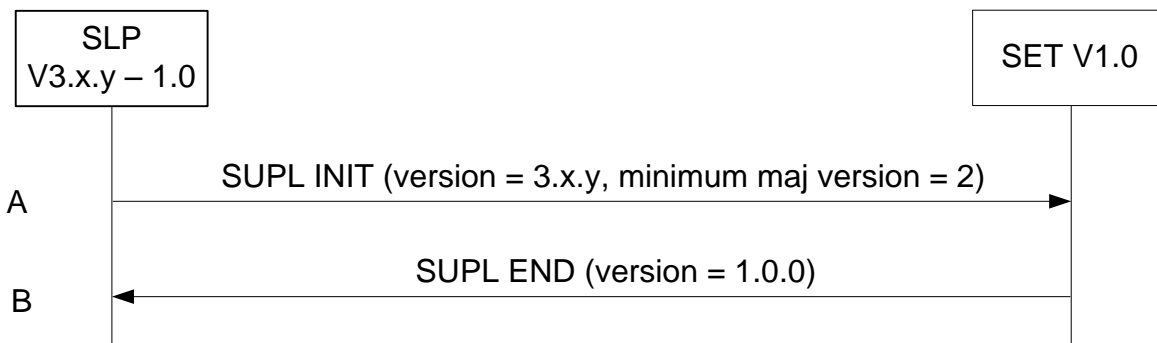 SLP
V3.x.y – 1.0
SET V1.0
SUPL INIT (version = 3.x.y, minimum maj version = 2)
A
SUPL END (version = 1.0.0)
B